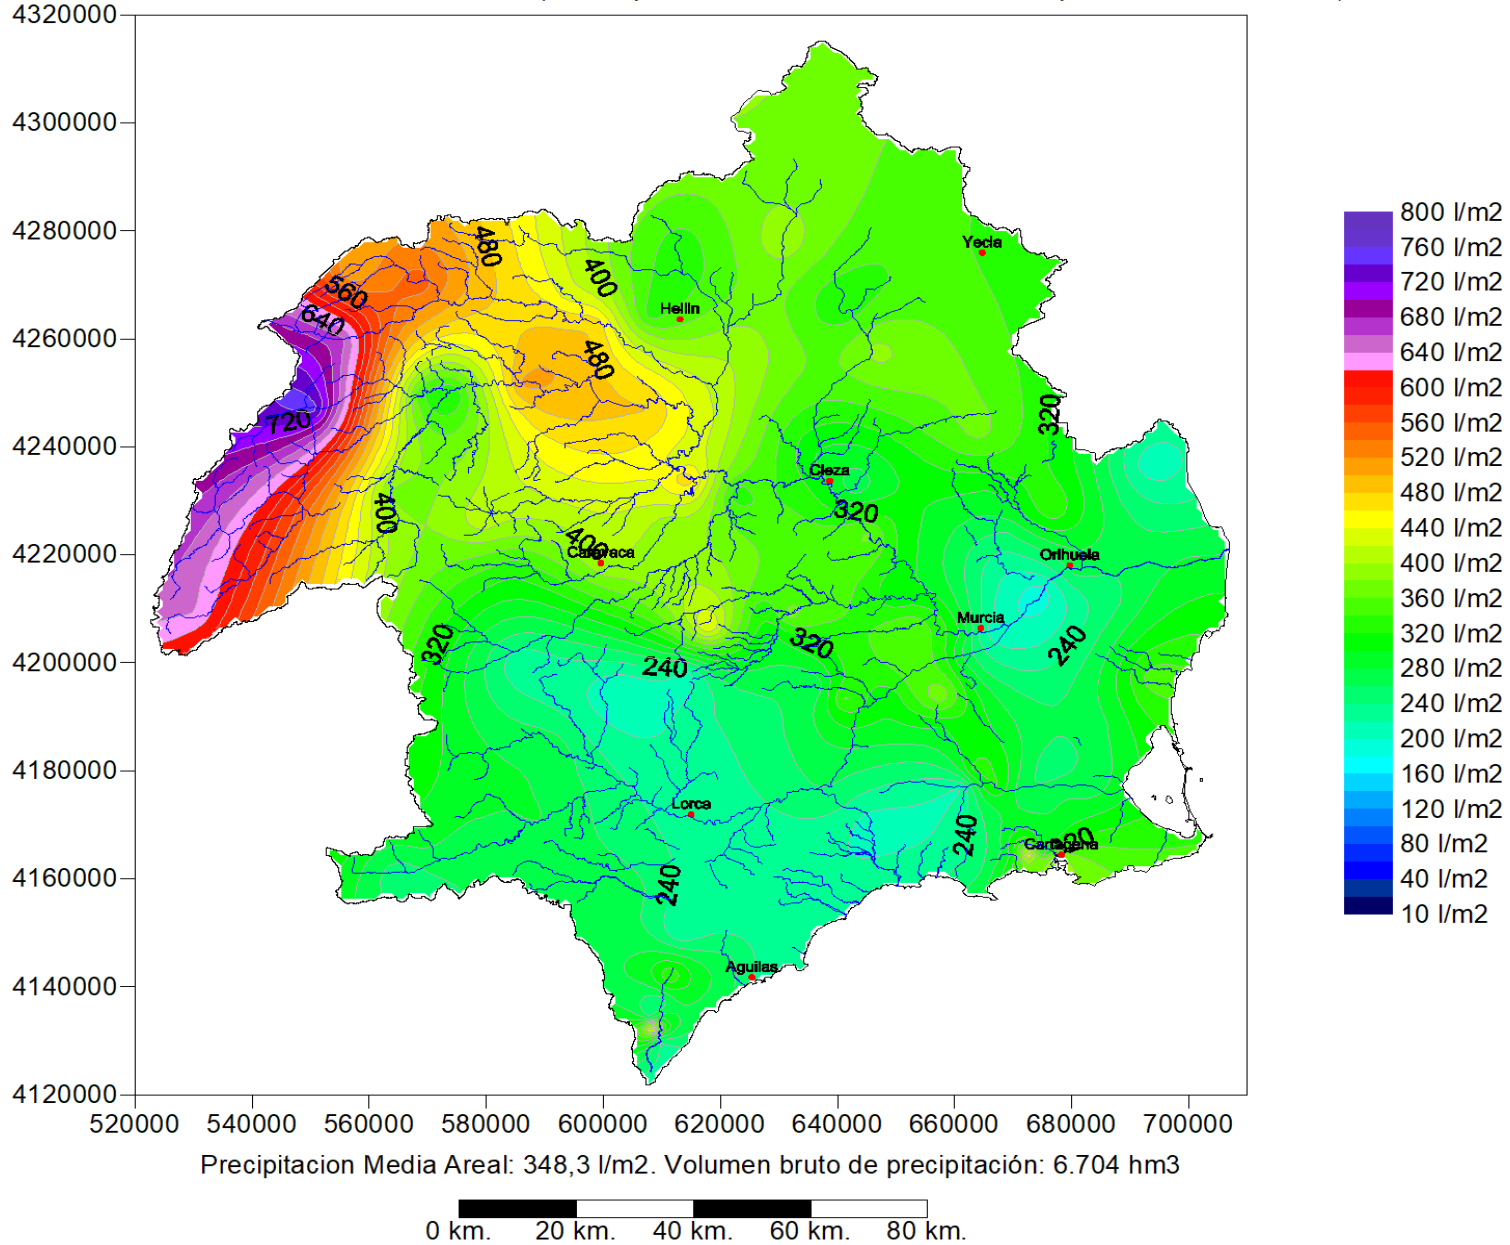 4320000
4300000
4280000
4260000
4240000
4220000
4200000
4180000
4160000
4140000
4120000
520000 540000 560000 580000 600000 620000 640000 660000 680000 700000
480
560
640
400
480
720
400
400
320
320
320
320
240
240
240
240
320
Yecla
Hellin
Cieza
Caravaca
Orihuela
Murcia
Lorca
Cartagena
Aguilas
800 l/m2
760 l/m2
720 l/m2
680 l/m2
640 l/m2
600 l/m2
560 l/m2
520 l/m2
480 l/m2
440 l/m2
400 l/m2
360 l/m2
320 l/m2
280 l/m2
240 l/m2
200 l/m2
160 l/m2
120 l/m2
80 l/m2
40 l/m2
10 l/m2
Precipitacion Media Areal: 348,3 l/m2. Volumen bruto de precipitación: 6.704 hm3
0 km. 20 km. 40 km. 60 km. 80 km.